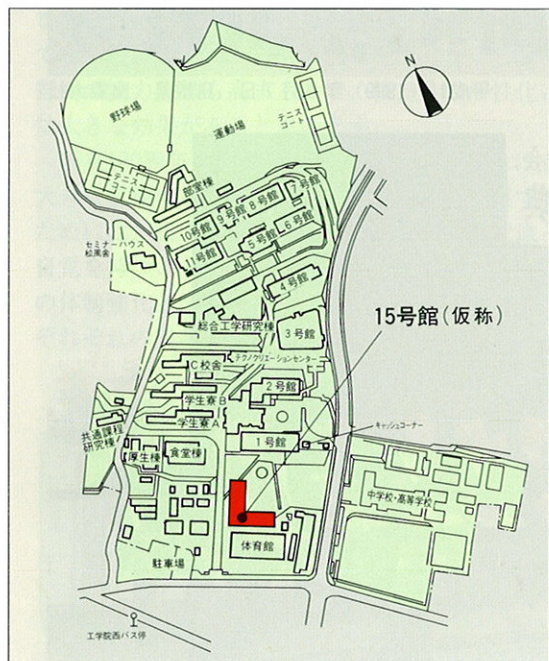 N
野球場
運動場
テニス
コート
テニス
コート
部室棟
7号館
8号館
9号館
10号館
6号館
5号館
11号館
セミナーハウス
松風舎
4号館
総合工学研究棟
3号館
15号館(仮称)
テクノクリエーションセンター
C校舎
2号館
学生寮B
学生寮A
キャッシュコーナー
共通課程
研究棟
1号館
厚生棟
食堂棟
中学校・高等学校
体育館
駐車場
工学院西バス停